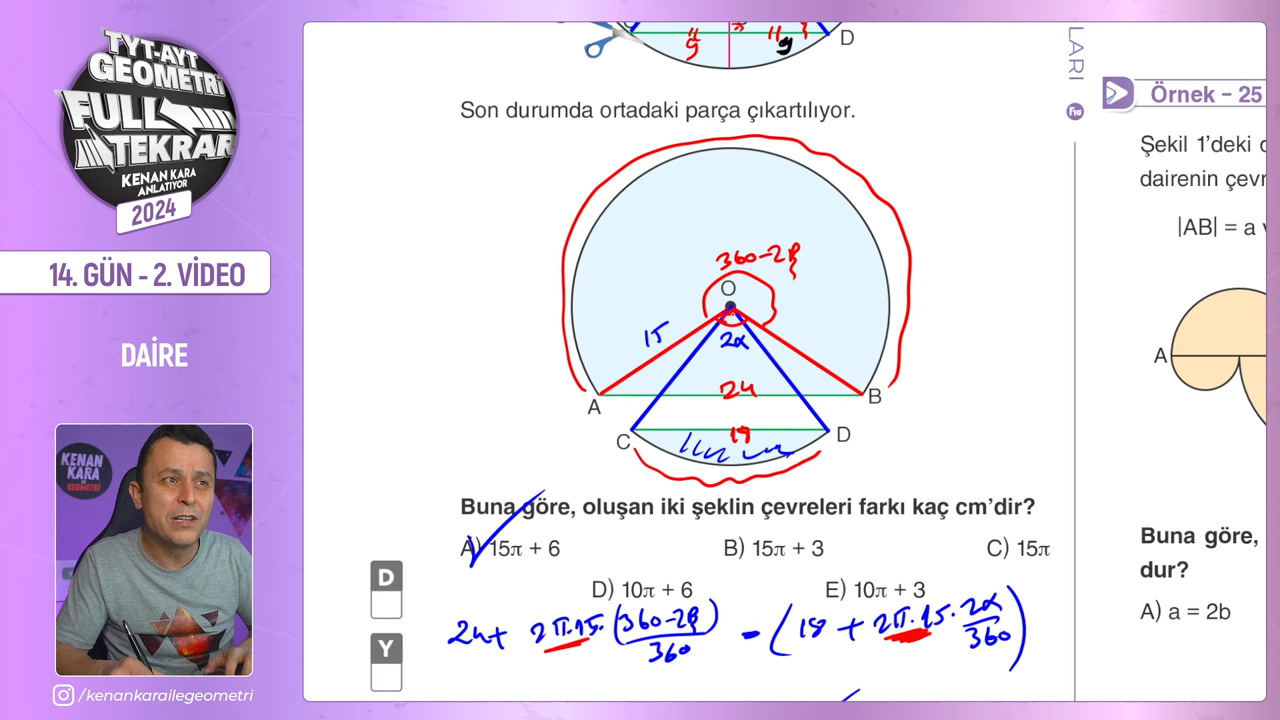 TYT-AYT
GEOMETRİ
FULL
TEKRAR
KENAN KARA
ANLATIYOR
2024
14. GÜN - 2. VİDEO
DAİRE
KENAN
KARA
GEOMETRİ
/kenankarailegeometri
9
9
D
Son durumda ortadaki parça çıkartılıyor.
360-2β
O
15
2α
24
A
B
C
18
D
Buna göre, oluşan iki şeklin çevreleri farkı kaç cm'dir?
A) 15π + 6
B) 15π + 3
C) 15π
D) 10π + 6
E) 10π + 3
D
Y
24+ 2π.15. (360-2β)/360 - (18 + 2π.15. 2α/360)
LARI
Örnek – 25
Şekil 1'deki
dairenin
|AB| = a
A
Buna göre,
dur?
A) a = 2b